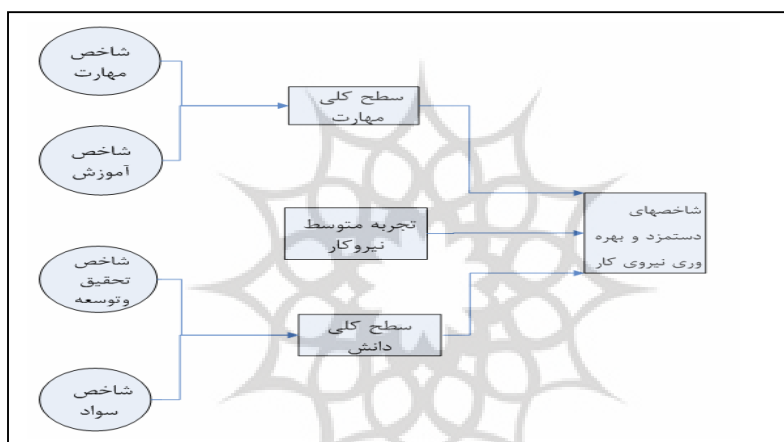 شاخص
مهارت
شاخص
آموزش
سطح کلی
مهارت
تجربه متوسط
نیروکار
شاخصهای
دستمزد و بهره
وری نیروی کار
شاخص
تحقیق
وتوسعه
سطح کلی
دانش
شاخص
سواد